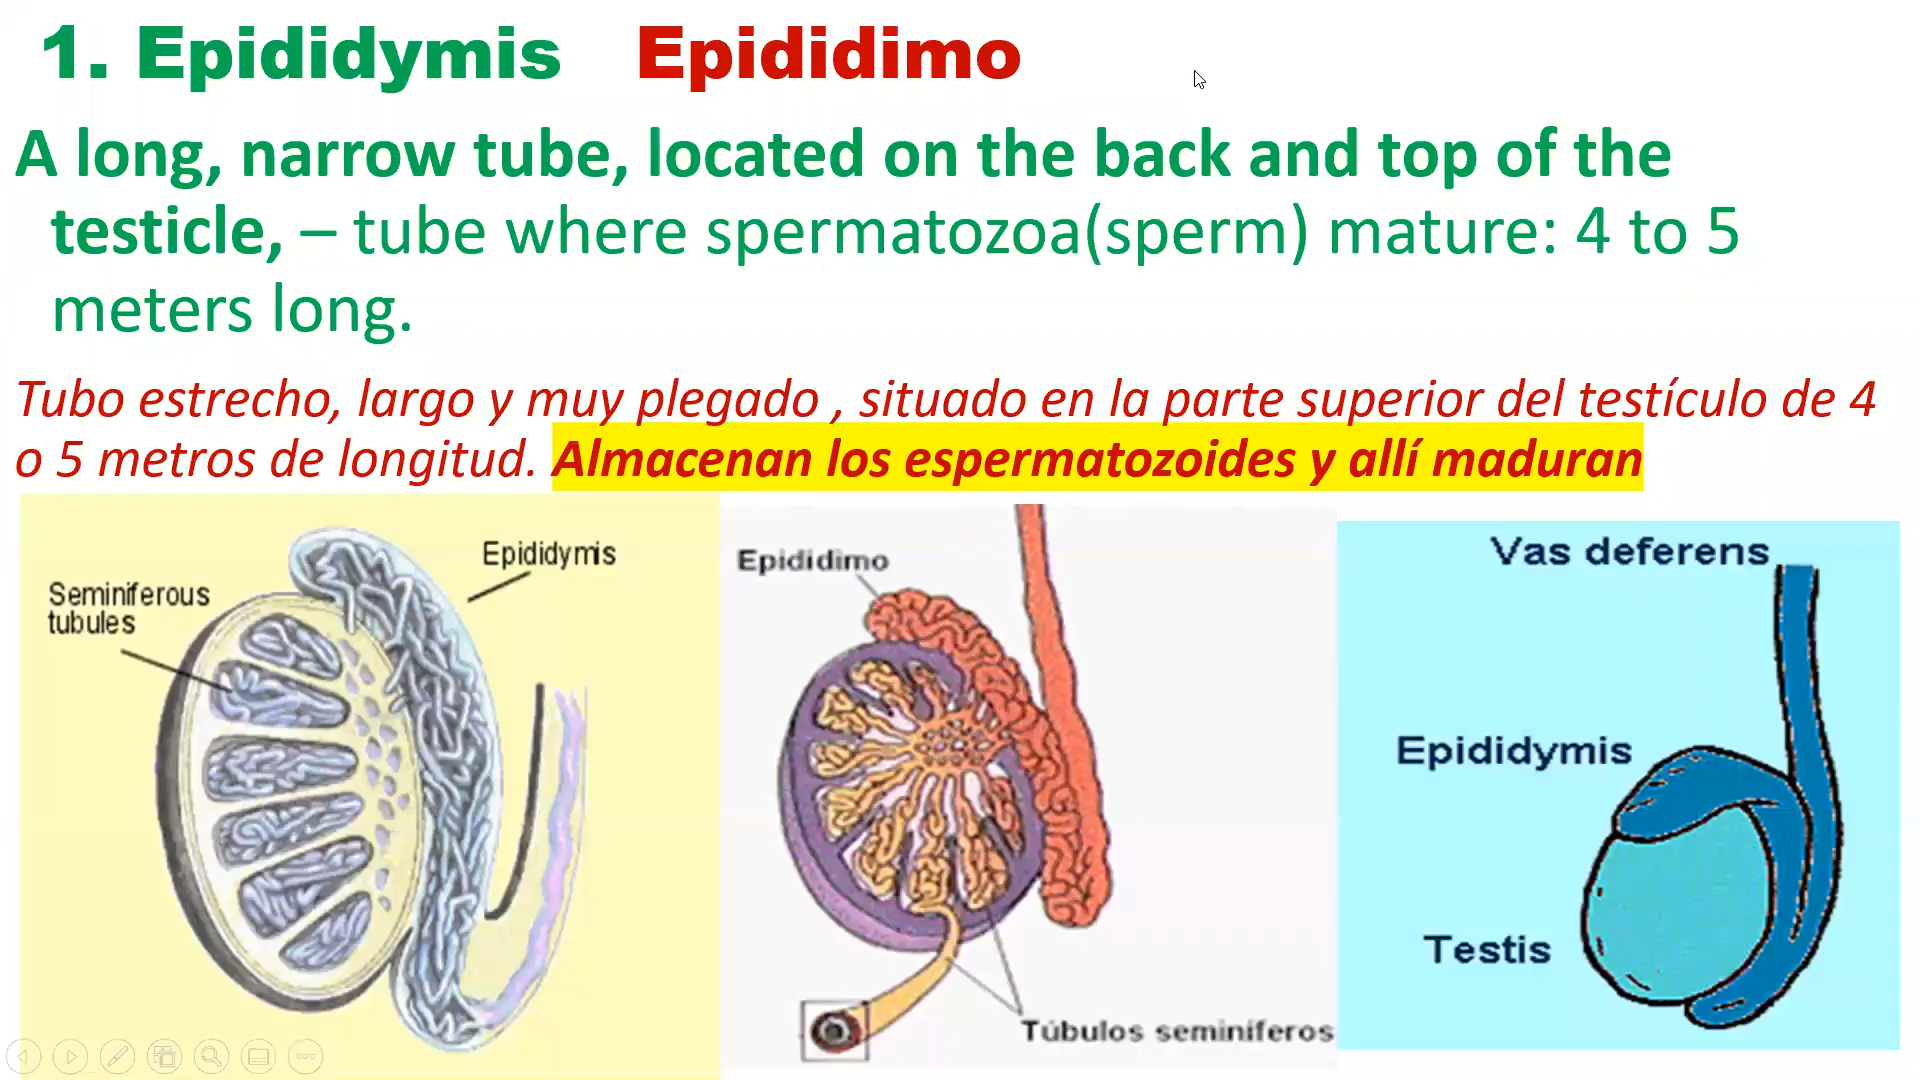 1. Epididymis Epididimo
A long, narrow tube, located on the back and top of the
testicle, – tube where spermatozoa(sperm) mature: 4 to 5
meters long.
Tubo estrecho, largo y muy plegado , situado en la parte superior del testículo de 4
o 5 metros de longitud. Almacenan los espermatozoides y allí maduran
Epididymis
Seminiferous
tubules
Epididimo
Túbulos seminíferos
Vas deferens
Epididymis
Testis